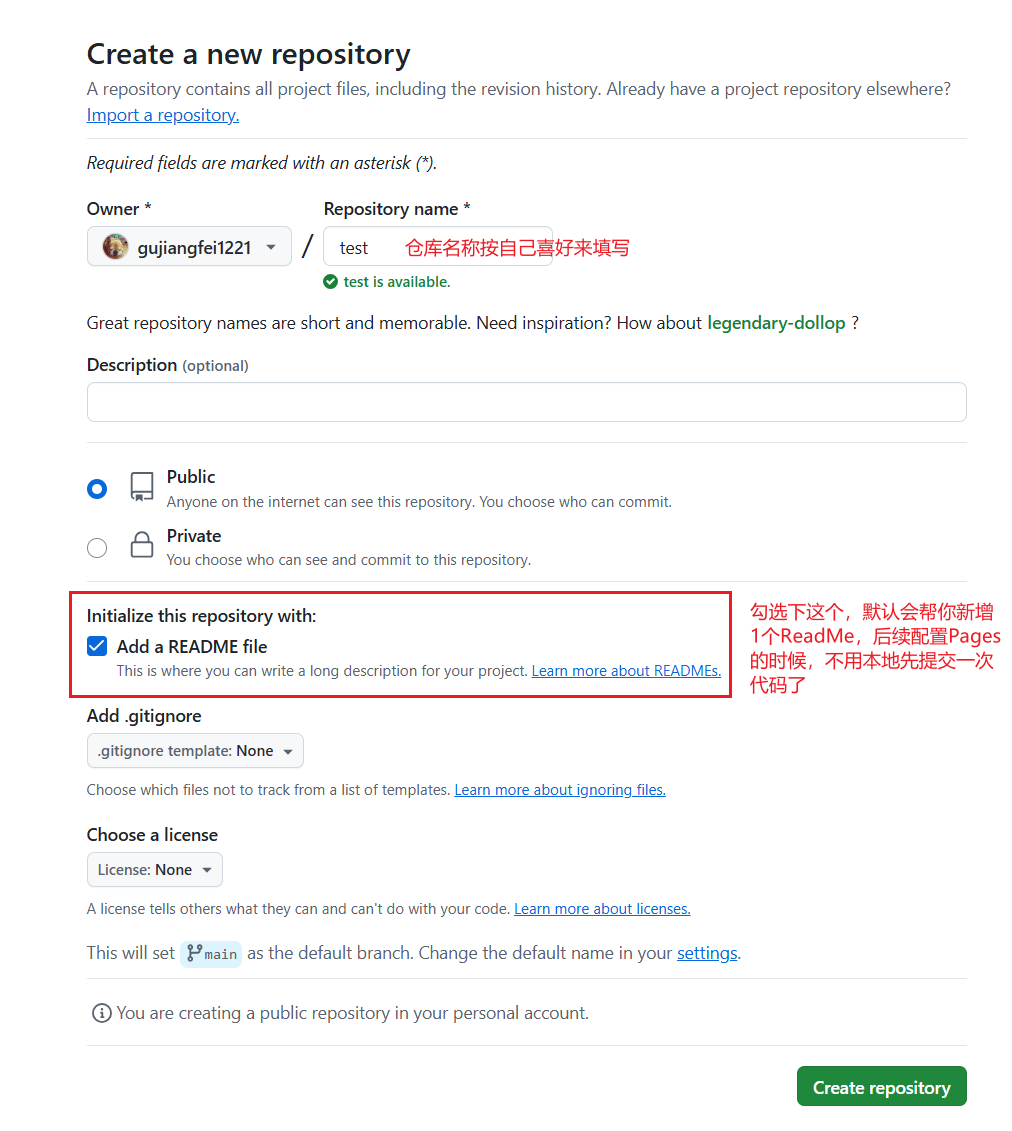 Create a new repository
A repository contains all project files, including the revision history. Already have a project repository elsewhere?
Import a repository.
Required fields are marked with an asterisk (*).
Owner *
Repository name *
gujiangfei1221
/
test
仓库名称按自己喜好来填写
test is available.
Great repository names are short and memorable. Need inspiration? How about legendary-dollop ?
Description (optional)
Public
Anyone on the internet can see this repository. You choose who can commit.
Private
You choose who can see and commit to this repository.
Initialize this repository with:
Add a README file
This is where you can write a long description for your project. Learn more about READMEs.
勾选下这个，默认会帮你新增
1个ReadMe，后续配置Pages
的时候，不用本地先提交一次
代码了
Add .gitignore
.gitignore template: None
Choose which files not to track from a list of templates. Learn more about ignoring files.
Choose a license
License: None
A license tells others what they can and can't do with your code. Learn more about licenses.
This will set main as the default branch. Change the default name in your settings.
You are creating a public repository in your personal account.
Create repository